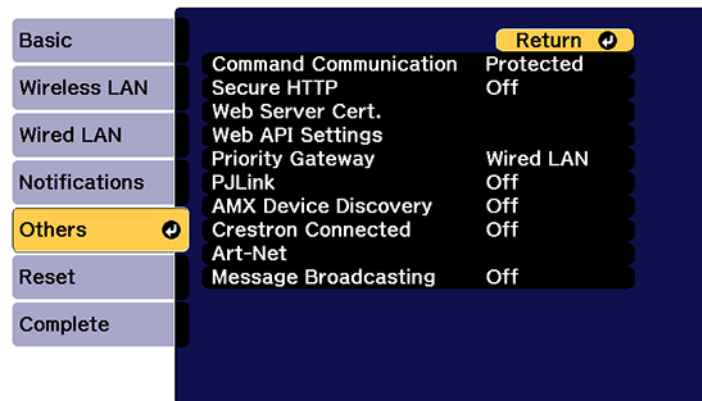 Basic
Wireless LAN
Wired LAN
Notifications
Others
Reset
Complete
Return
Command Communication Protected
Secure HTTP Off
Web Server Cert.
Web API Settings
Priority Gateway Wired LAN
PJLink Off
AMX Device Discovery Off
Crestron Connected Off
Art-Net
Message Broadcasting Off